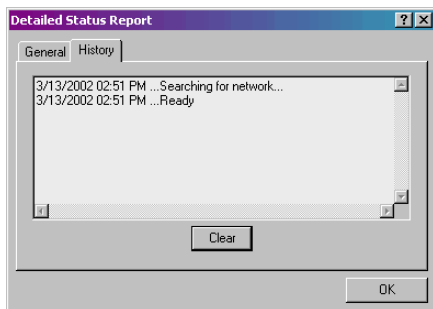 Detailed Status Report
General
History
3/13/2002 02:51 PM ...Searching for network...
3/13/2002 02:51 PM ...Ready
Clear
OK